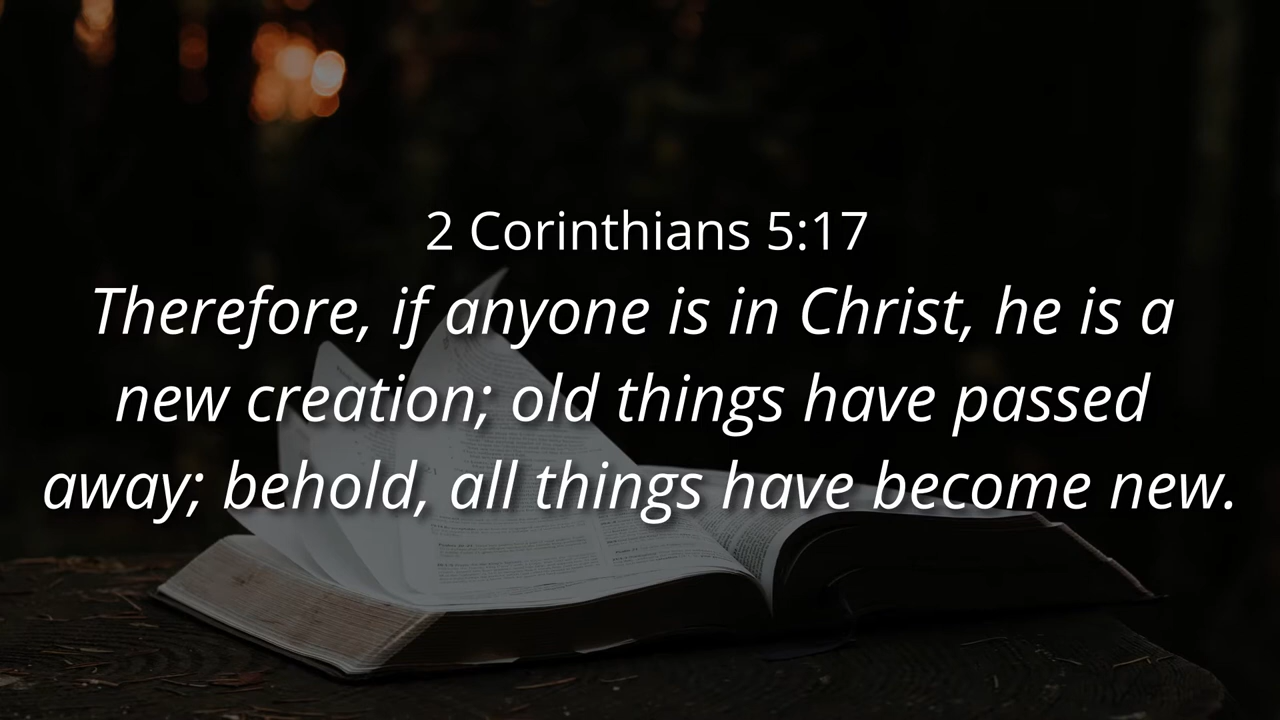 2 Corinthians 5:17
Therefore, if anyone is in Christ, he is a
new creation; old things have passed
away; behold, all things have become new.